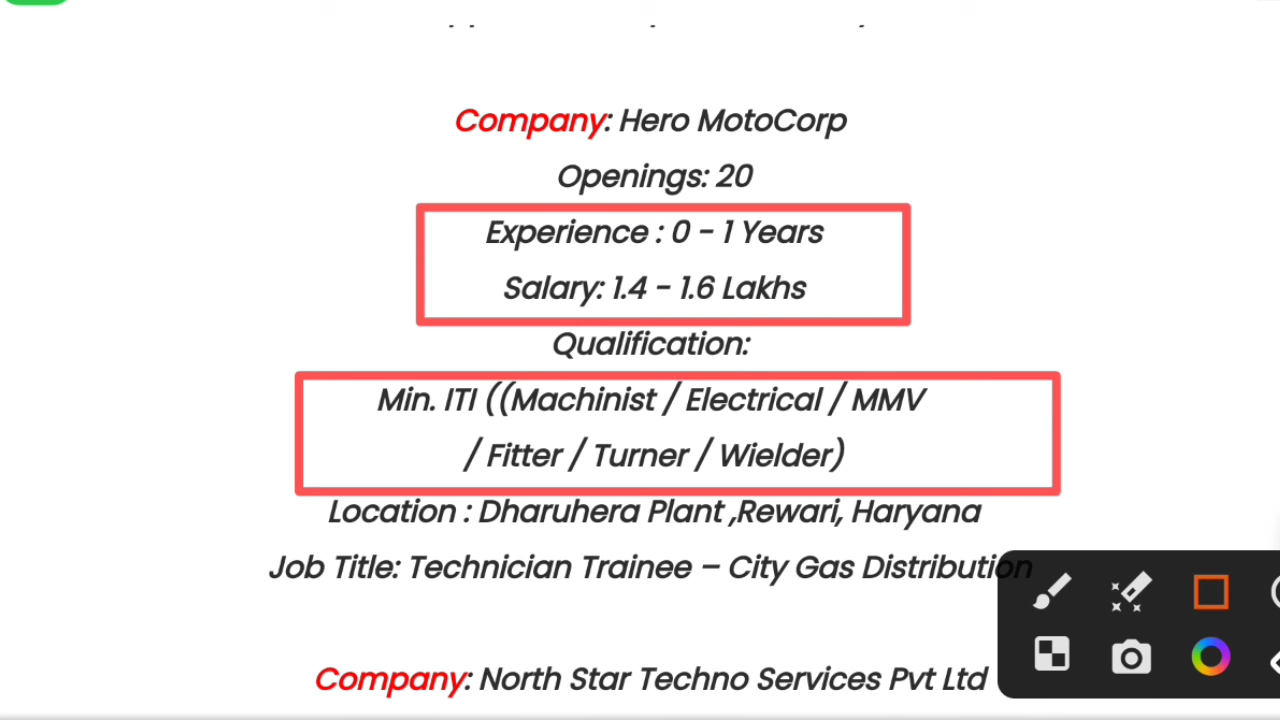 Company: Hero MotoCorp
Openings: 20
Experience : 0 - 1 Years
Salary: 1.4 - 1.6 Lakhs
Qualification:
Min. ITI ((Machinist / Electrical / MMV
/ Fitter / Turner / Wielder)
Location : Dharuhera Plant ,Rewari, Haryana
Job Title: Technician Trainee – City Gas Distribution
Company: North Star Techno Services Pvt Ltd